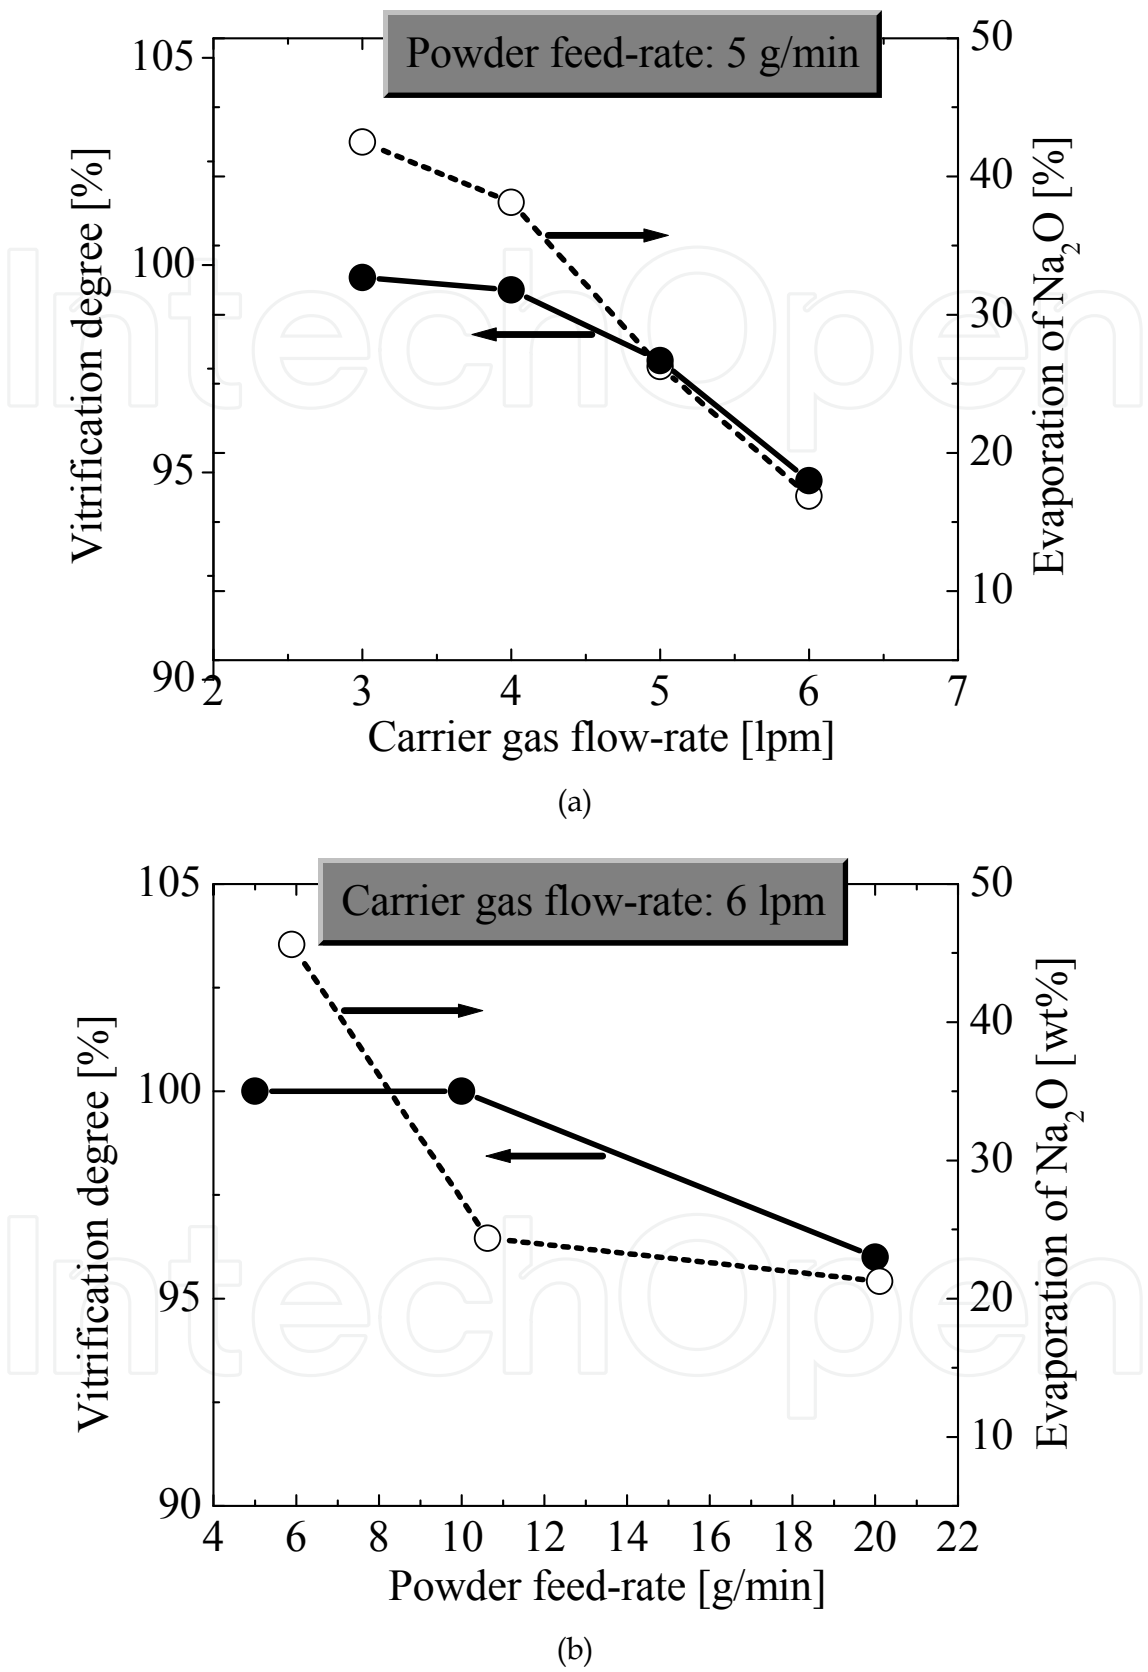 Powder feed-rate: 5 g/min
105
100
95
90
Vitrification degree [%]
50
40
30
20
10
Evaporation of Na₂O [%]
2 3 4 5 6 7
Carrier gas flow-rate [lpm]
(a)
Carrier gas flow-rate: 6 lpm
105
100
95
90
Vitrification degree [%]
50
40
30
20
10
Evaporation of Na₂O [wt%]
4 6 8 10 12 14 16 18 20 22
Powder feed-rate [g/min]
(b)
IntechOpen
IntechOpen